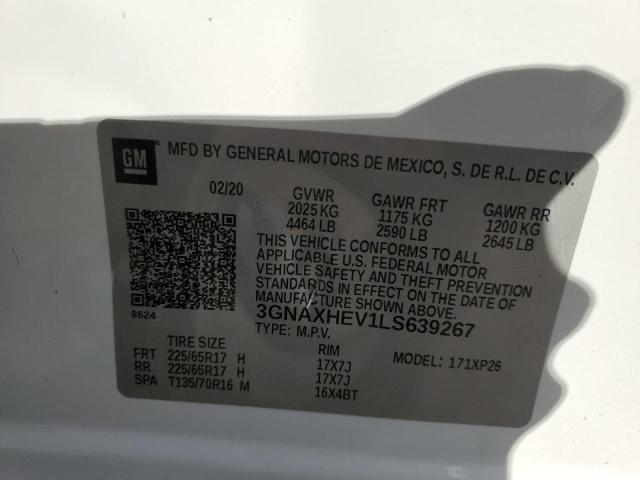 GM
MFD BY GENERAL MOTORS DE MEXICO, S. DE R.L. DE C.V.
02/20 GVWR GAWR FRT GAWR RR
2025 KG 1175 KG 1200 KG
4464 LB 2590 LB 2645 LB
THIS VEHICLE CONFORMS TO ALL
APPLICABLE U.S. FEDERAL MOTOR
VEHICLE SAFETY AND THEFT PREVENTION
STANDARDS IN EFFECT ON THE DATE OF
MANUFACTURE SHOWN ABOVE.
8624 3GNAXHEV1LS639267
TYPE: M.P.V.
TIRE SIZE RIM MODEL: 171XP26
FRT 225/65R17 H 17X7J
RR 225/65R17 H 17X7J
SPA T135/70R16 M 16X4BT